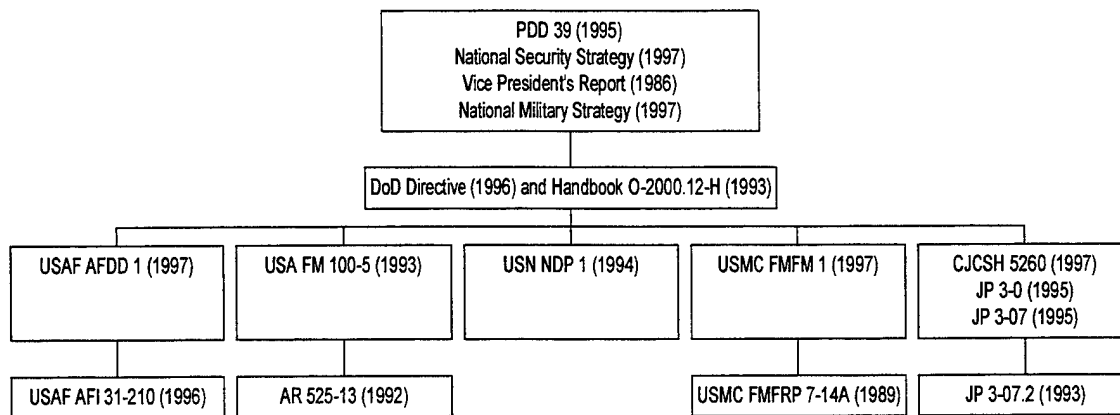 PDD 39 (1995)
National Security Strategy (1997)
Vice President's Report (1986)
National Military Strategy (1997)
DoD Directive (1996) and Handbook O-2000.12-H (1993)
USAF AFDD 1 (1997)
USA FM 100-5 (1993)
USN NDP 1 (1994)
USMC FMFM 1 (1997)
CJCSH 5260 (1997)
JP 3-0 (1995)
JP 3-07 (1995)
USAF AFI 31-210 (1996)
AR 525-13 (1992)
USMC FMFRP 7-14A (1989)
JP 3-07.2 (1993)